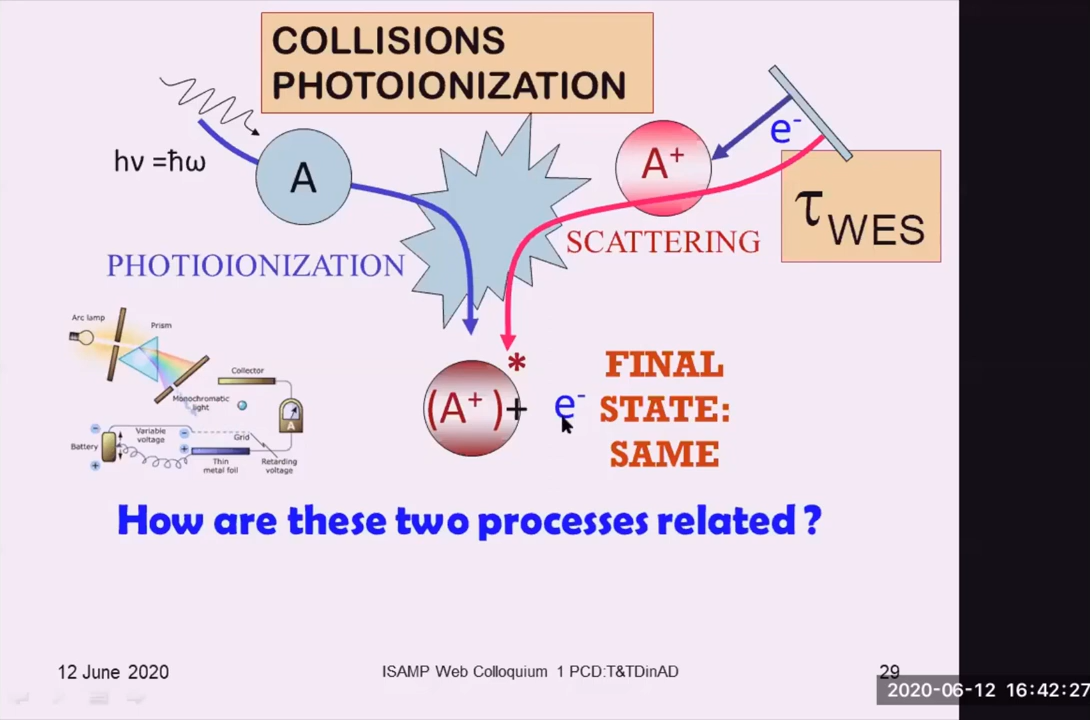 COLLISIONS
PHOTOIONIZATION
hν =ħω
A
A⁺
e⁻
τ WES
SCATTERING
PHOTIOIONIZATION
Arc lamp
Prism
Collector
Monochromatic
light
A
Variable
voltage
Grid
Battery
Thin
metal foil
Retarding
voltage
(A⁺)* + e⁻
FINAL
STATE:
SAME
How are these two processes related ?
12 June 2020
ISAMP Web Colloquium 1 PCD:T&TDinAD
29
2020-06-12 16:42:27